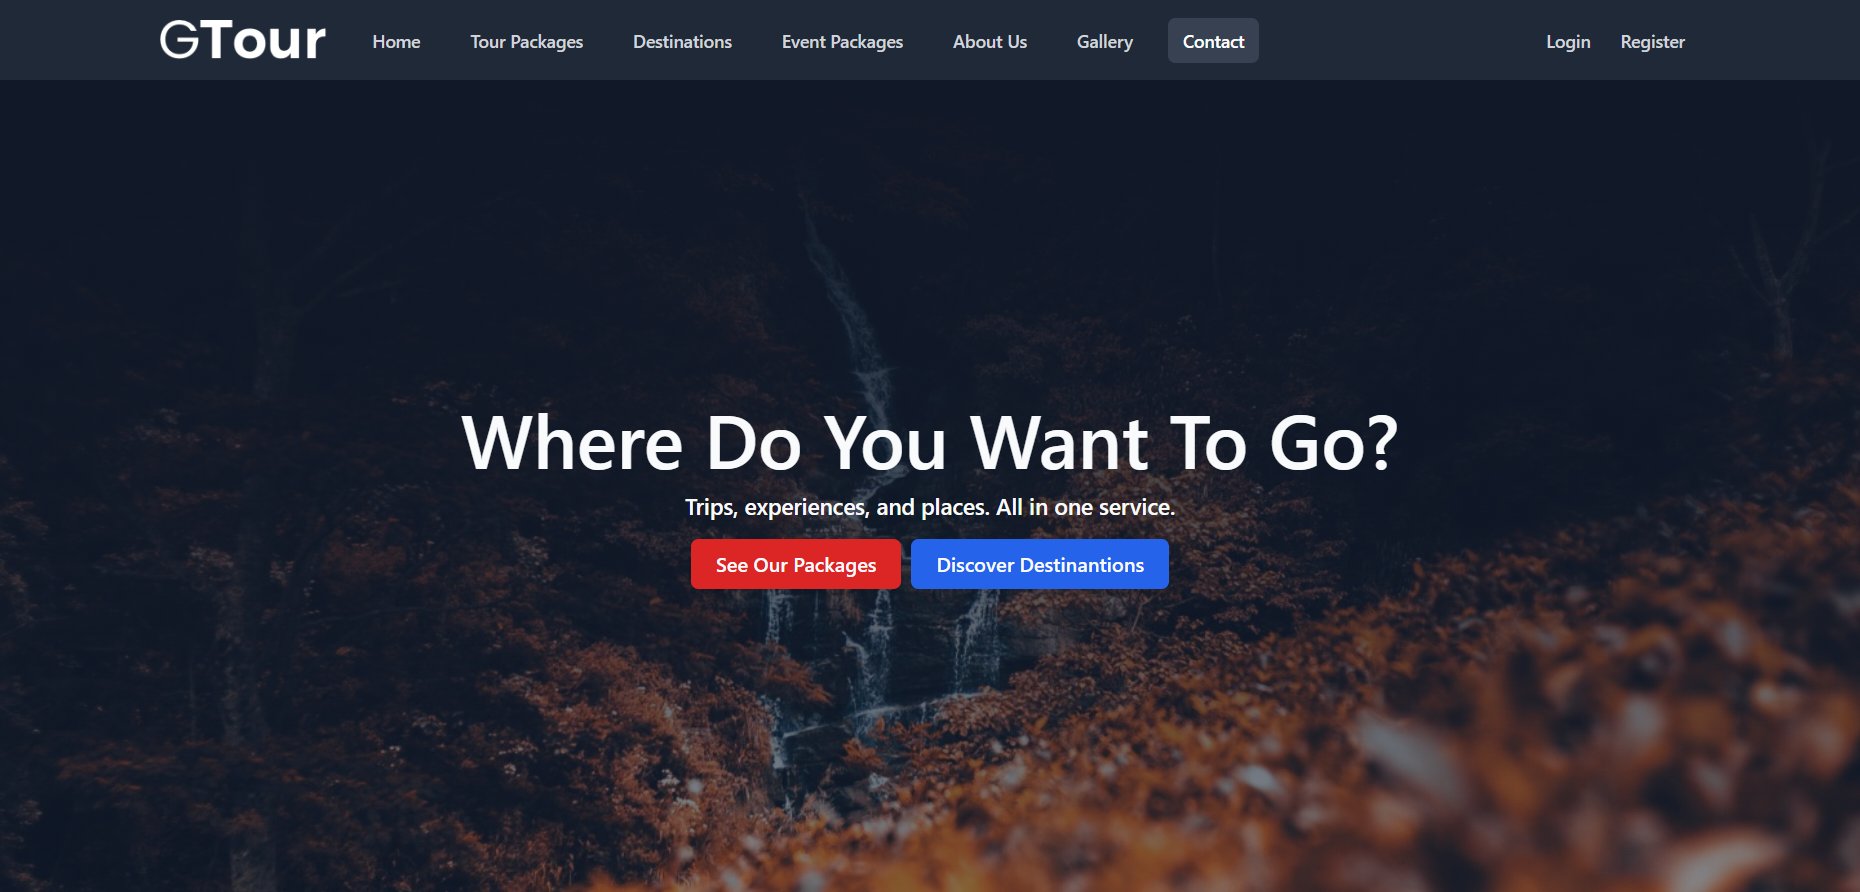 GTour Home Tour Packages Destinations Event Packages About Us Gallery Contact Login Register
Where Do You Want To Go?
Trips, experiences, and places. All in one service.
See Our Packages Discover Destinantions